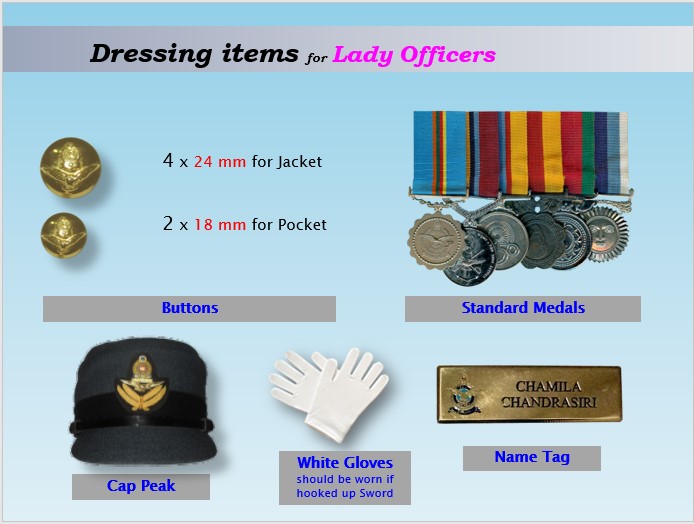 Dressing items for Lady Officers
4 x 24 mm for Jacket
2 x 18 mm for Pocket
Buttons
Standard Medals
CHAMILA
CHANDRASIRI
Cap Peak
White Gloves
should be worn if
hooked up Sword
Name Tag